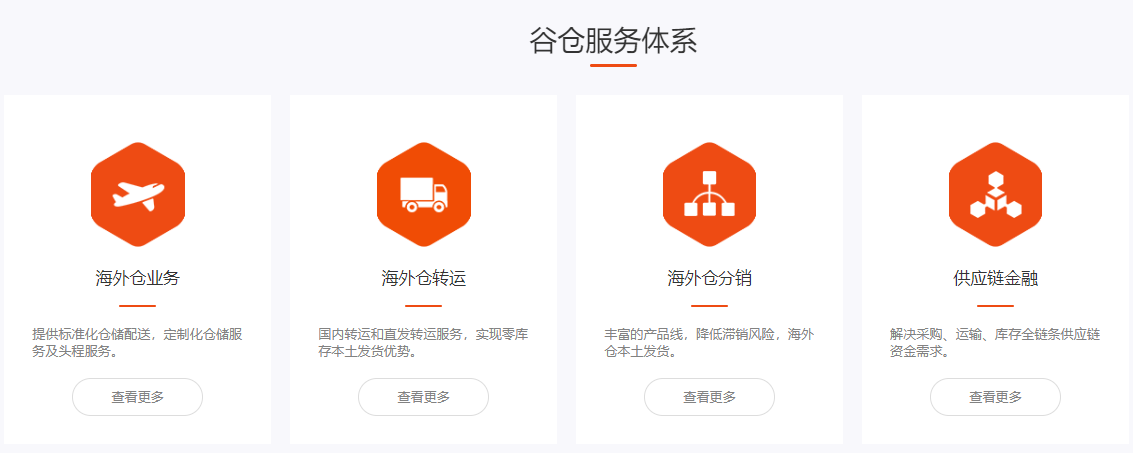 谷仓服务体系
海外仓业务
提供标准化仓储配送，定制化仓储服
务及头程服务。
查看更多
海外仓转运
国内转运和直发转运服务，实现零库
存本土发货优势。
查看更多
海外仓分销
丰富的产品线，降低滞销风险，海外
仓本土发货。
查看更多
供应链金融
解决采购、运输、库存全链条供应链
资金需求。
查看更多